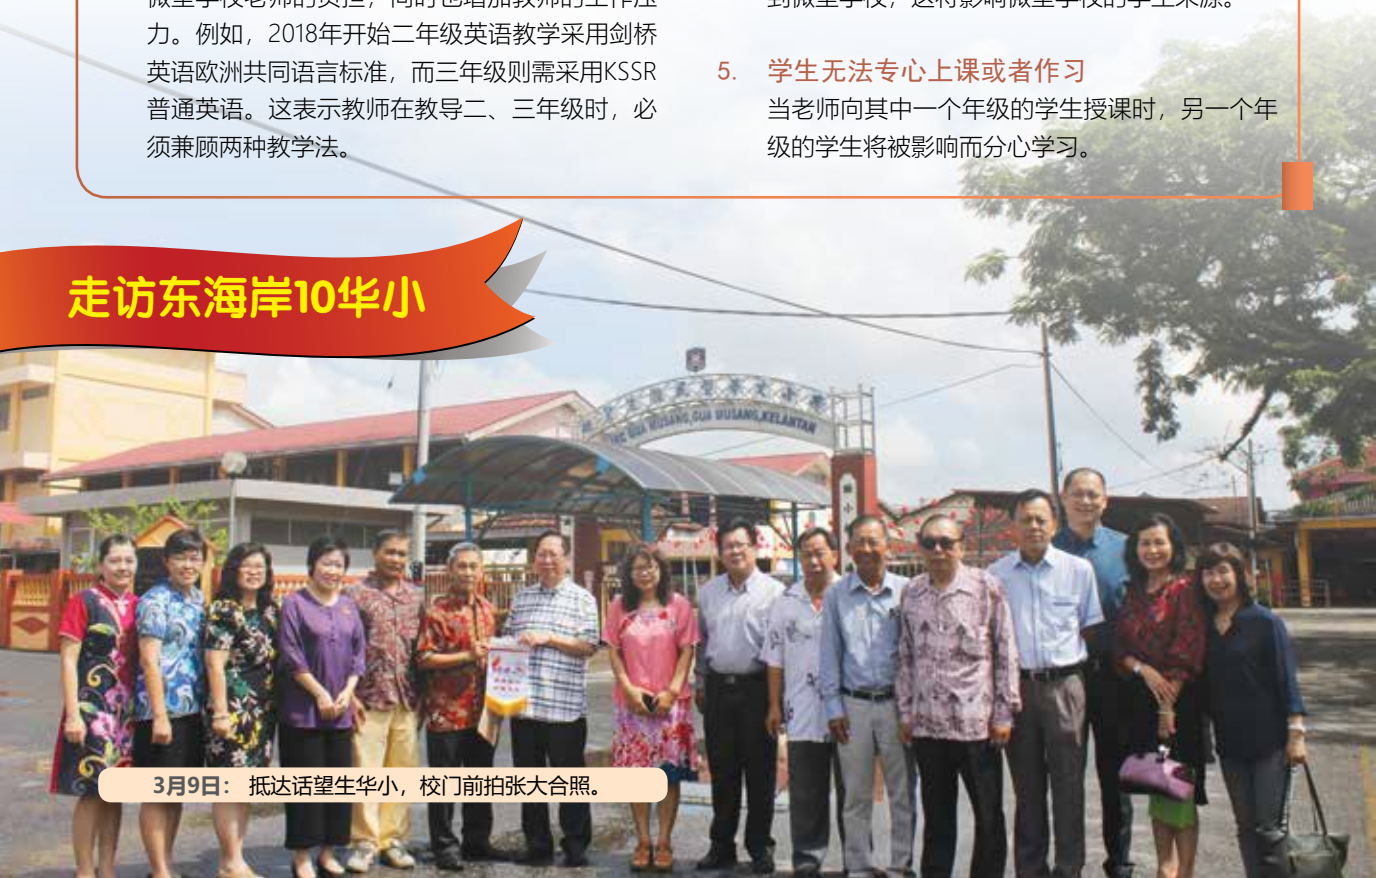 力。例如，2018年开始二年级英语教学采用剑桥
英语欧洲共同语言标准，而三年级则需采用KSSR
普通英语。这表示教师在教导二、三年级时，必
须兼顾两种教学法。
5. 学生无法专心上课或者作习
当老师向其中一个年级的学生授课时，另一个年
级的学生将被影响而分心学习。
走访东海岸10华小
GUA MUSANG,GUA MUSANG,KELANTAN
3月9日： 抵达话望生华小，校门前拍张大合照。